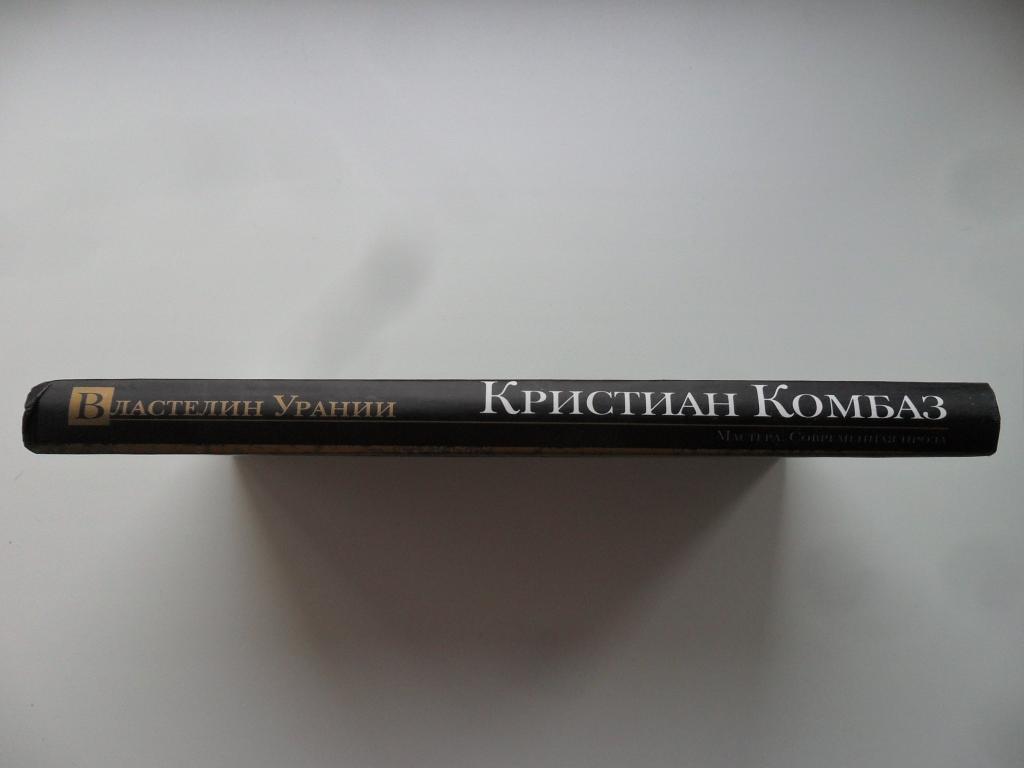 Властелин Урании
Кристиан Комбаз
Мастера. Современная проза